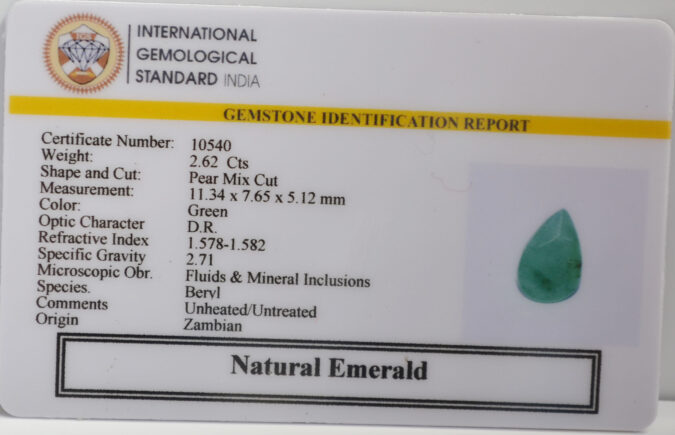 INTERNATIONAL
GEMOLOGICAL
STANDARD INDIA
GEMSTONE IDENTIFICATION REPORT
Certificate Number: 10540
Weight: 2.62 Cts
Shape and Cut: Pear Mix Cut
Measurement: 11.34 x 7.65 x 5.12 mm
Color: Green
Optic Character D.R.
Refractive Index 1.578-1.582
Specific Gravity 2.71
Microscopic Obr. Fluids & Mineral Inclusions
Species. Beryl
Comments Unheated/Untreated
Origin Zambian
Natural Emerald